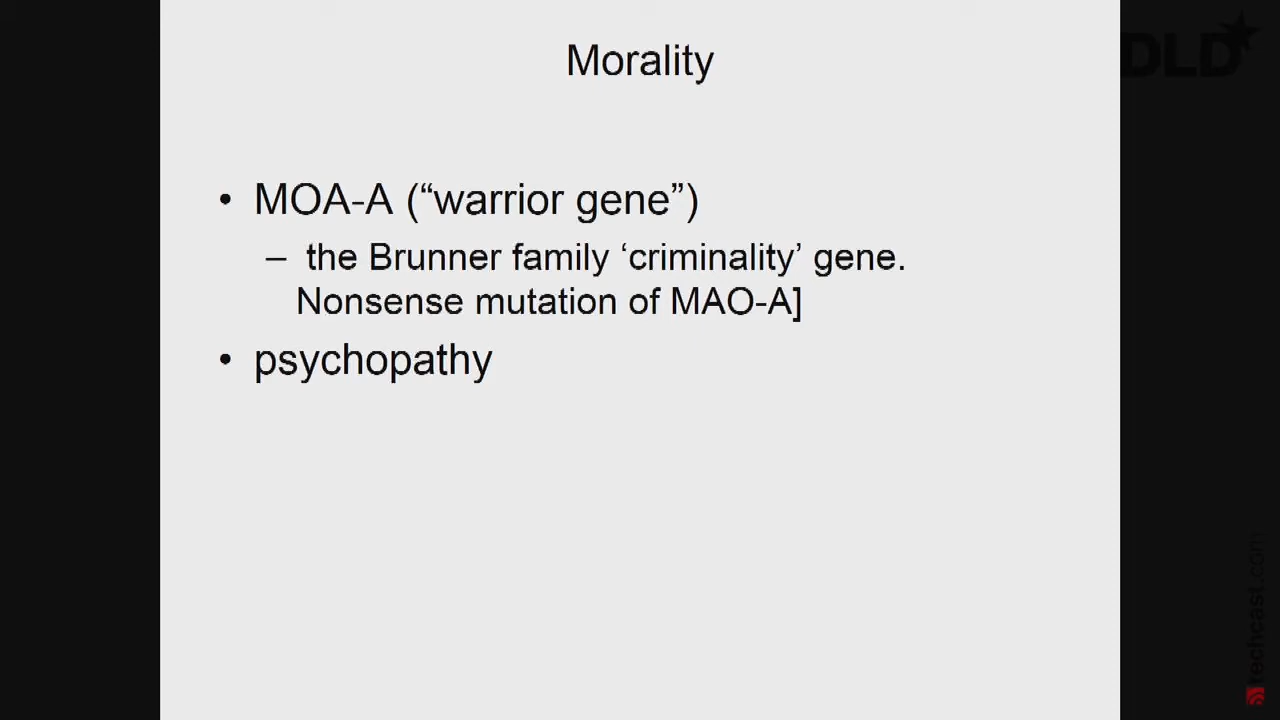 Morality
DLD
• MOA-A (“warrior gene”)
– the Brunner family ‘criminality’ gene.
Nonsense mutation of MAO-A]
• psychopathy
techcast.com